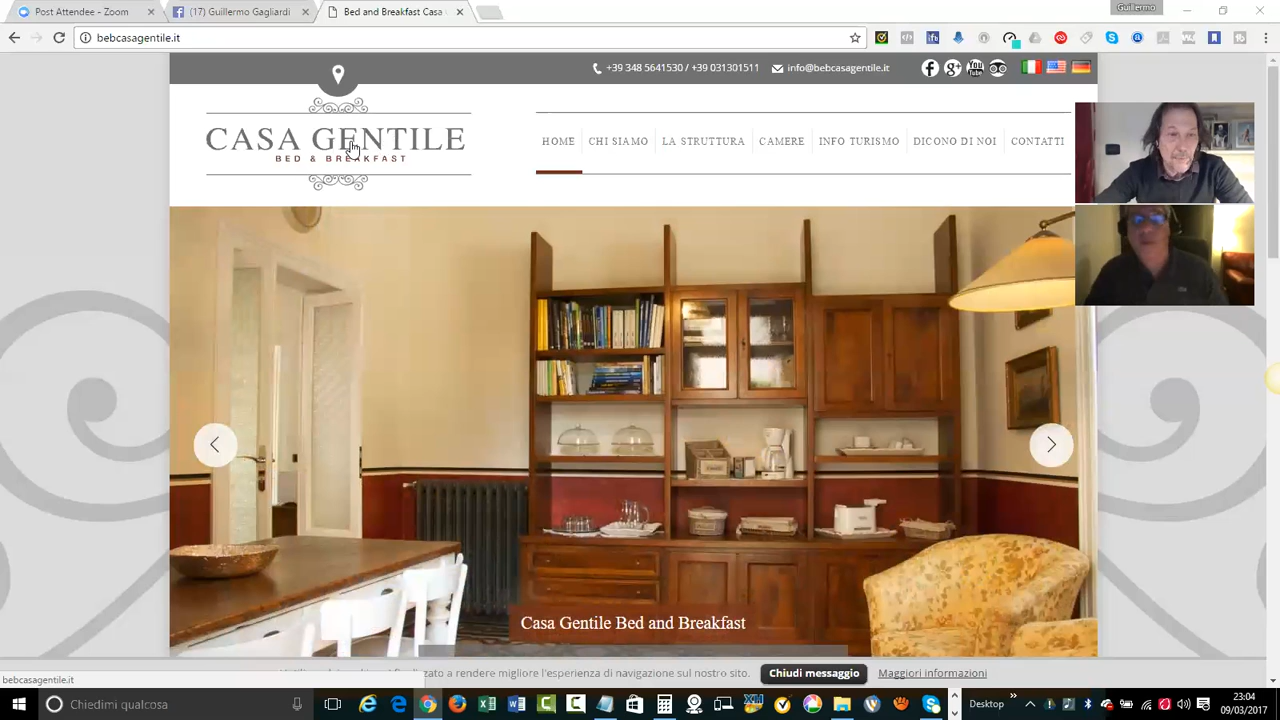 Post Attendee - Zoom
(17) Guillermo Gagliardi
Bed and Breakfast Casa
Guillermo
bebcasagentile.it
+39 348 5641530 / +39 031301511
info@bebcasagentile.it
You Tube
CASA GENTILE
BED & BREAKFAST
HOME
CHI SIAMO
LA STRUTTURA
CAMERE
INFO TURISMO
DICONO DI NOI
CONTATTI
Casa Gentile Bed and Breakfast
a rendere migliore l'esperienza di navigazione sul nostro sito.
Chiudi messaggio
Maggiori informazioni
bebcasagentile.it
Chiedimi qualcosa
Desktop
23:04
09/03/2017